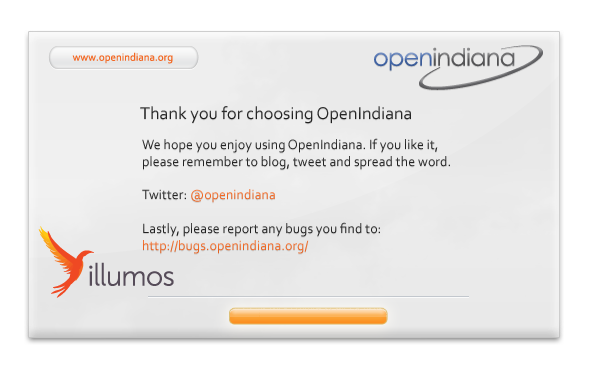 www.openindiana.org
openindiana
Thank you for choosing OpenIndiana
We hope you enjoy using OpenIndiana. If you like it,
please remember to blog, tweet and spread the word.
Twitter: @openindiana
Lastly, please report any bugs you find to:
http://bugs.openindiana.org/
illumos